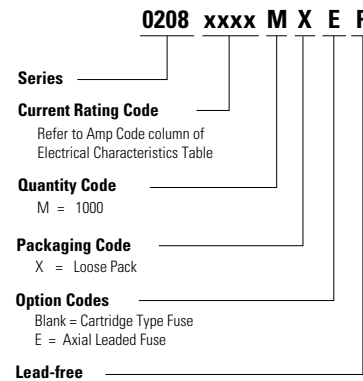 0208 xxxx M X E
Series
Current Rating Code
Refer to Amp Code column of
Electrical Characteristics Table
Quantity Code
M = 1000
Packaging Code
X = Loose Pack
Option Codes
Blank = Cartridge Type Fuse
E = Axial Leaded Fuse
Lead-free